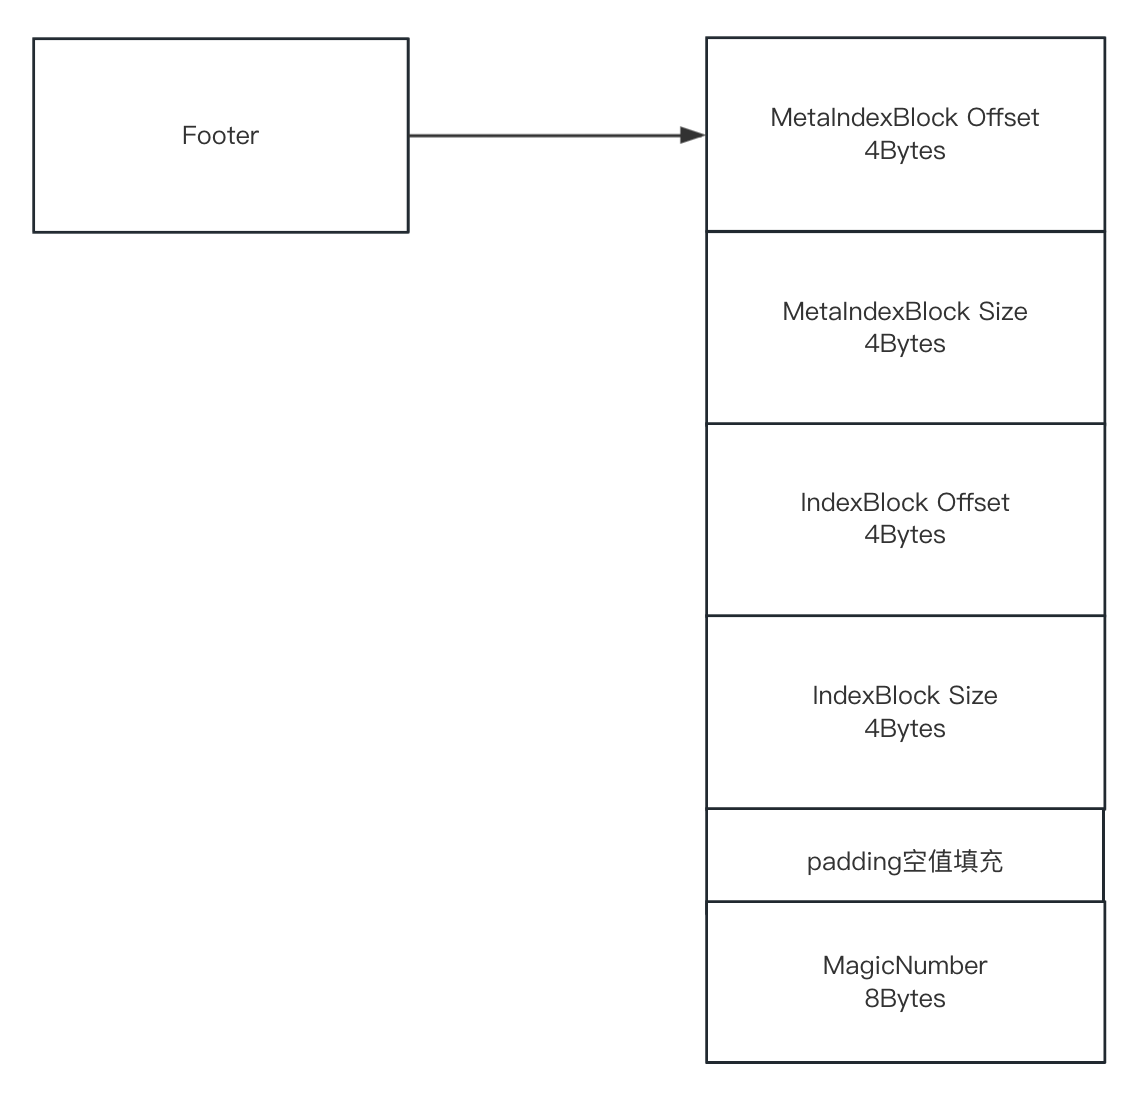 Footer
MetaIndexBlock Offset
4Bytes
MetaIndexBlock Size
4Bytes
IndexBlock Offset
4Bytes
IndexBlock Size
4Bytes
padding空值填充
MagicNumber
8Bytes